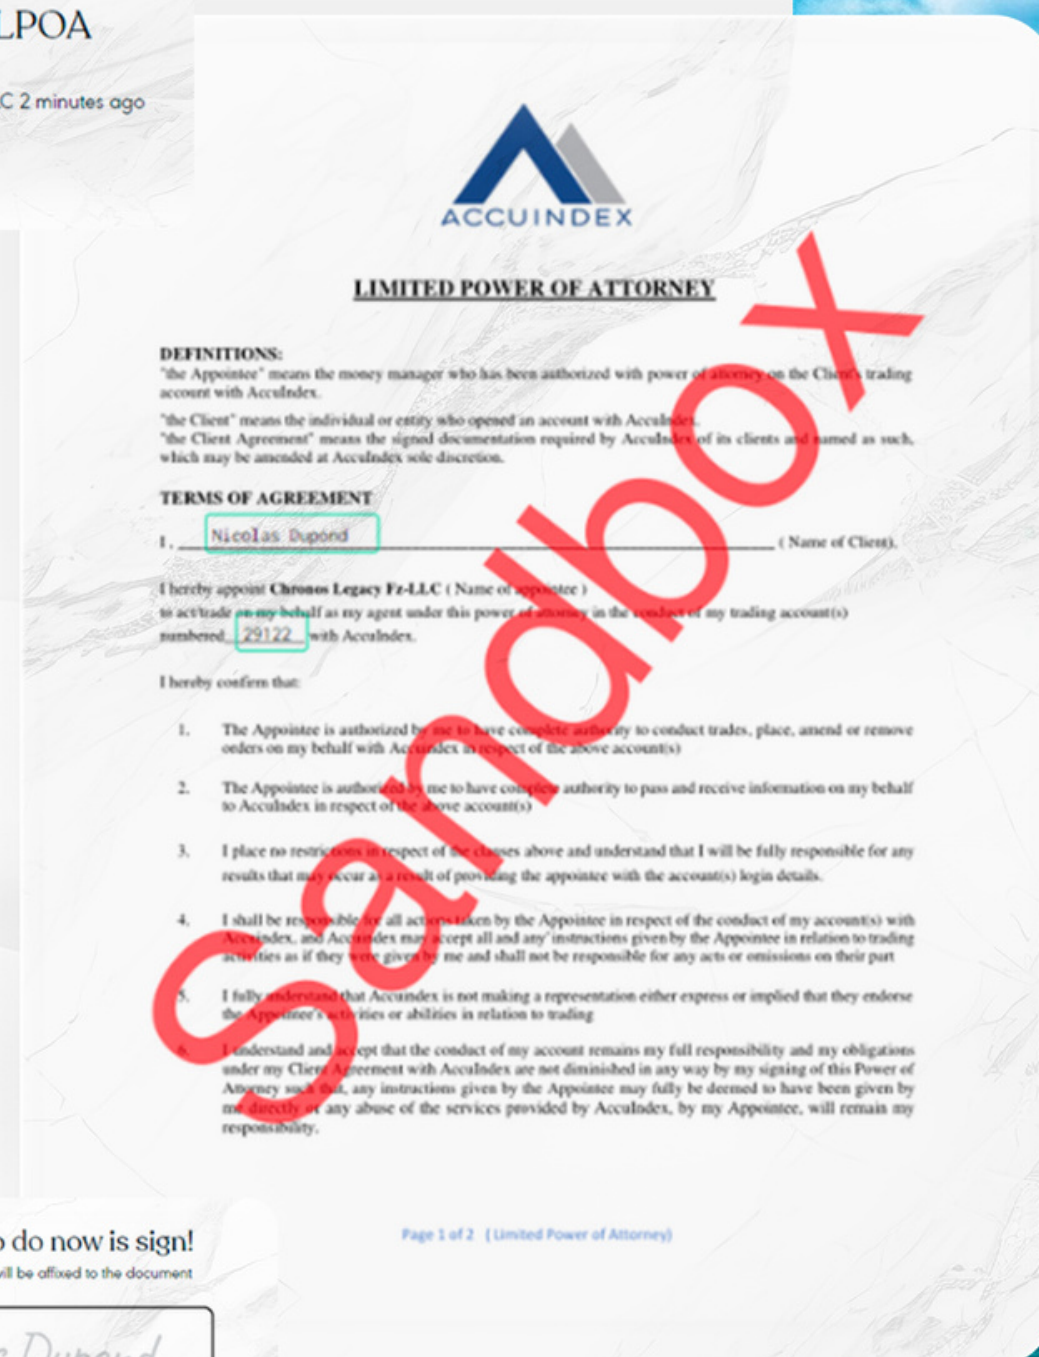 LPOA
C 2 minutes ago
ACCUINDEX
LIMITED POWER OF ATTORNEY
DEFINITIONS:
"the Appointee" means the money manager who has been authorized with power of attorney on the Client's trading
account with AccuIndex.
"the Client" means the individual or entity who opened an account with AccuIndex.
"the Client Agreement" means the signed documentation required by AccuIndex of its clients and named as such,
which may be amended at AccuIndex sole discretion.
TERMS OF AGREEMENT
I, Nicolas Dupond ( Name of Client).
I hereby appoint Chronos Legacy Fz-LLC ( Name of appointee )
to act/trade on my behalf as my agent under this power of attorney in the conduct of my trading account(s)
numbered 29122 with AccuIndex.
I hereby confirm that:
1. The Appointee is authorized by me to have complete authority to conduct trades, place, amend or remove
orders on my behalf with AccuIndex in respect of the above account(s)
2. The Appointee is authorized by me to have complete authority to pass and receive information on my behalf
to AccuIndex in respect of the above account(s)
3. I place no restrictions in respect of the clauses above and understand that I will be fully responsible for any
results that may occur as a result of providing the appointee with the account(s) login details.
4. I shall be responsible for all actions taken by the Appointee in respect of the conduct of my account(s) with
AccuIndex, and AccuIndex may accept all and any' instructions given by the Appointee in relation to trading
activities as if they were given by me and shall not be responsible for any acts or omissions on their part
5. I fully understand that Accuindex is not making a representation either express or implied that they endorse
the Appointee's activities or abilities in relation to trading
6. I understand and accept that the conduct of my account remains my full responsibility and my obligations
under my Client Agreement with AccuIndex are not diminished in any way by my signing of this Power of
Attorney such that, any instructions given by the Appointee may fully be deemed to have been given by
me directly or any abuse of the services provided by AccuIndex, by my Appointee, will remain my
responsibility.
Sandbox
Page 1 of 2 ( Limited Power of Attorney)
o do now is sign!
ill be affixed to the document
Dupond